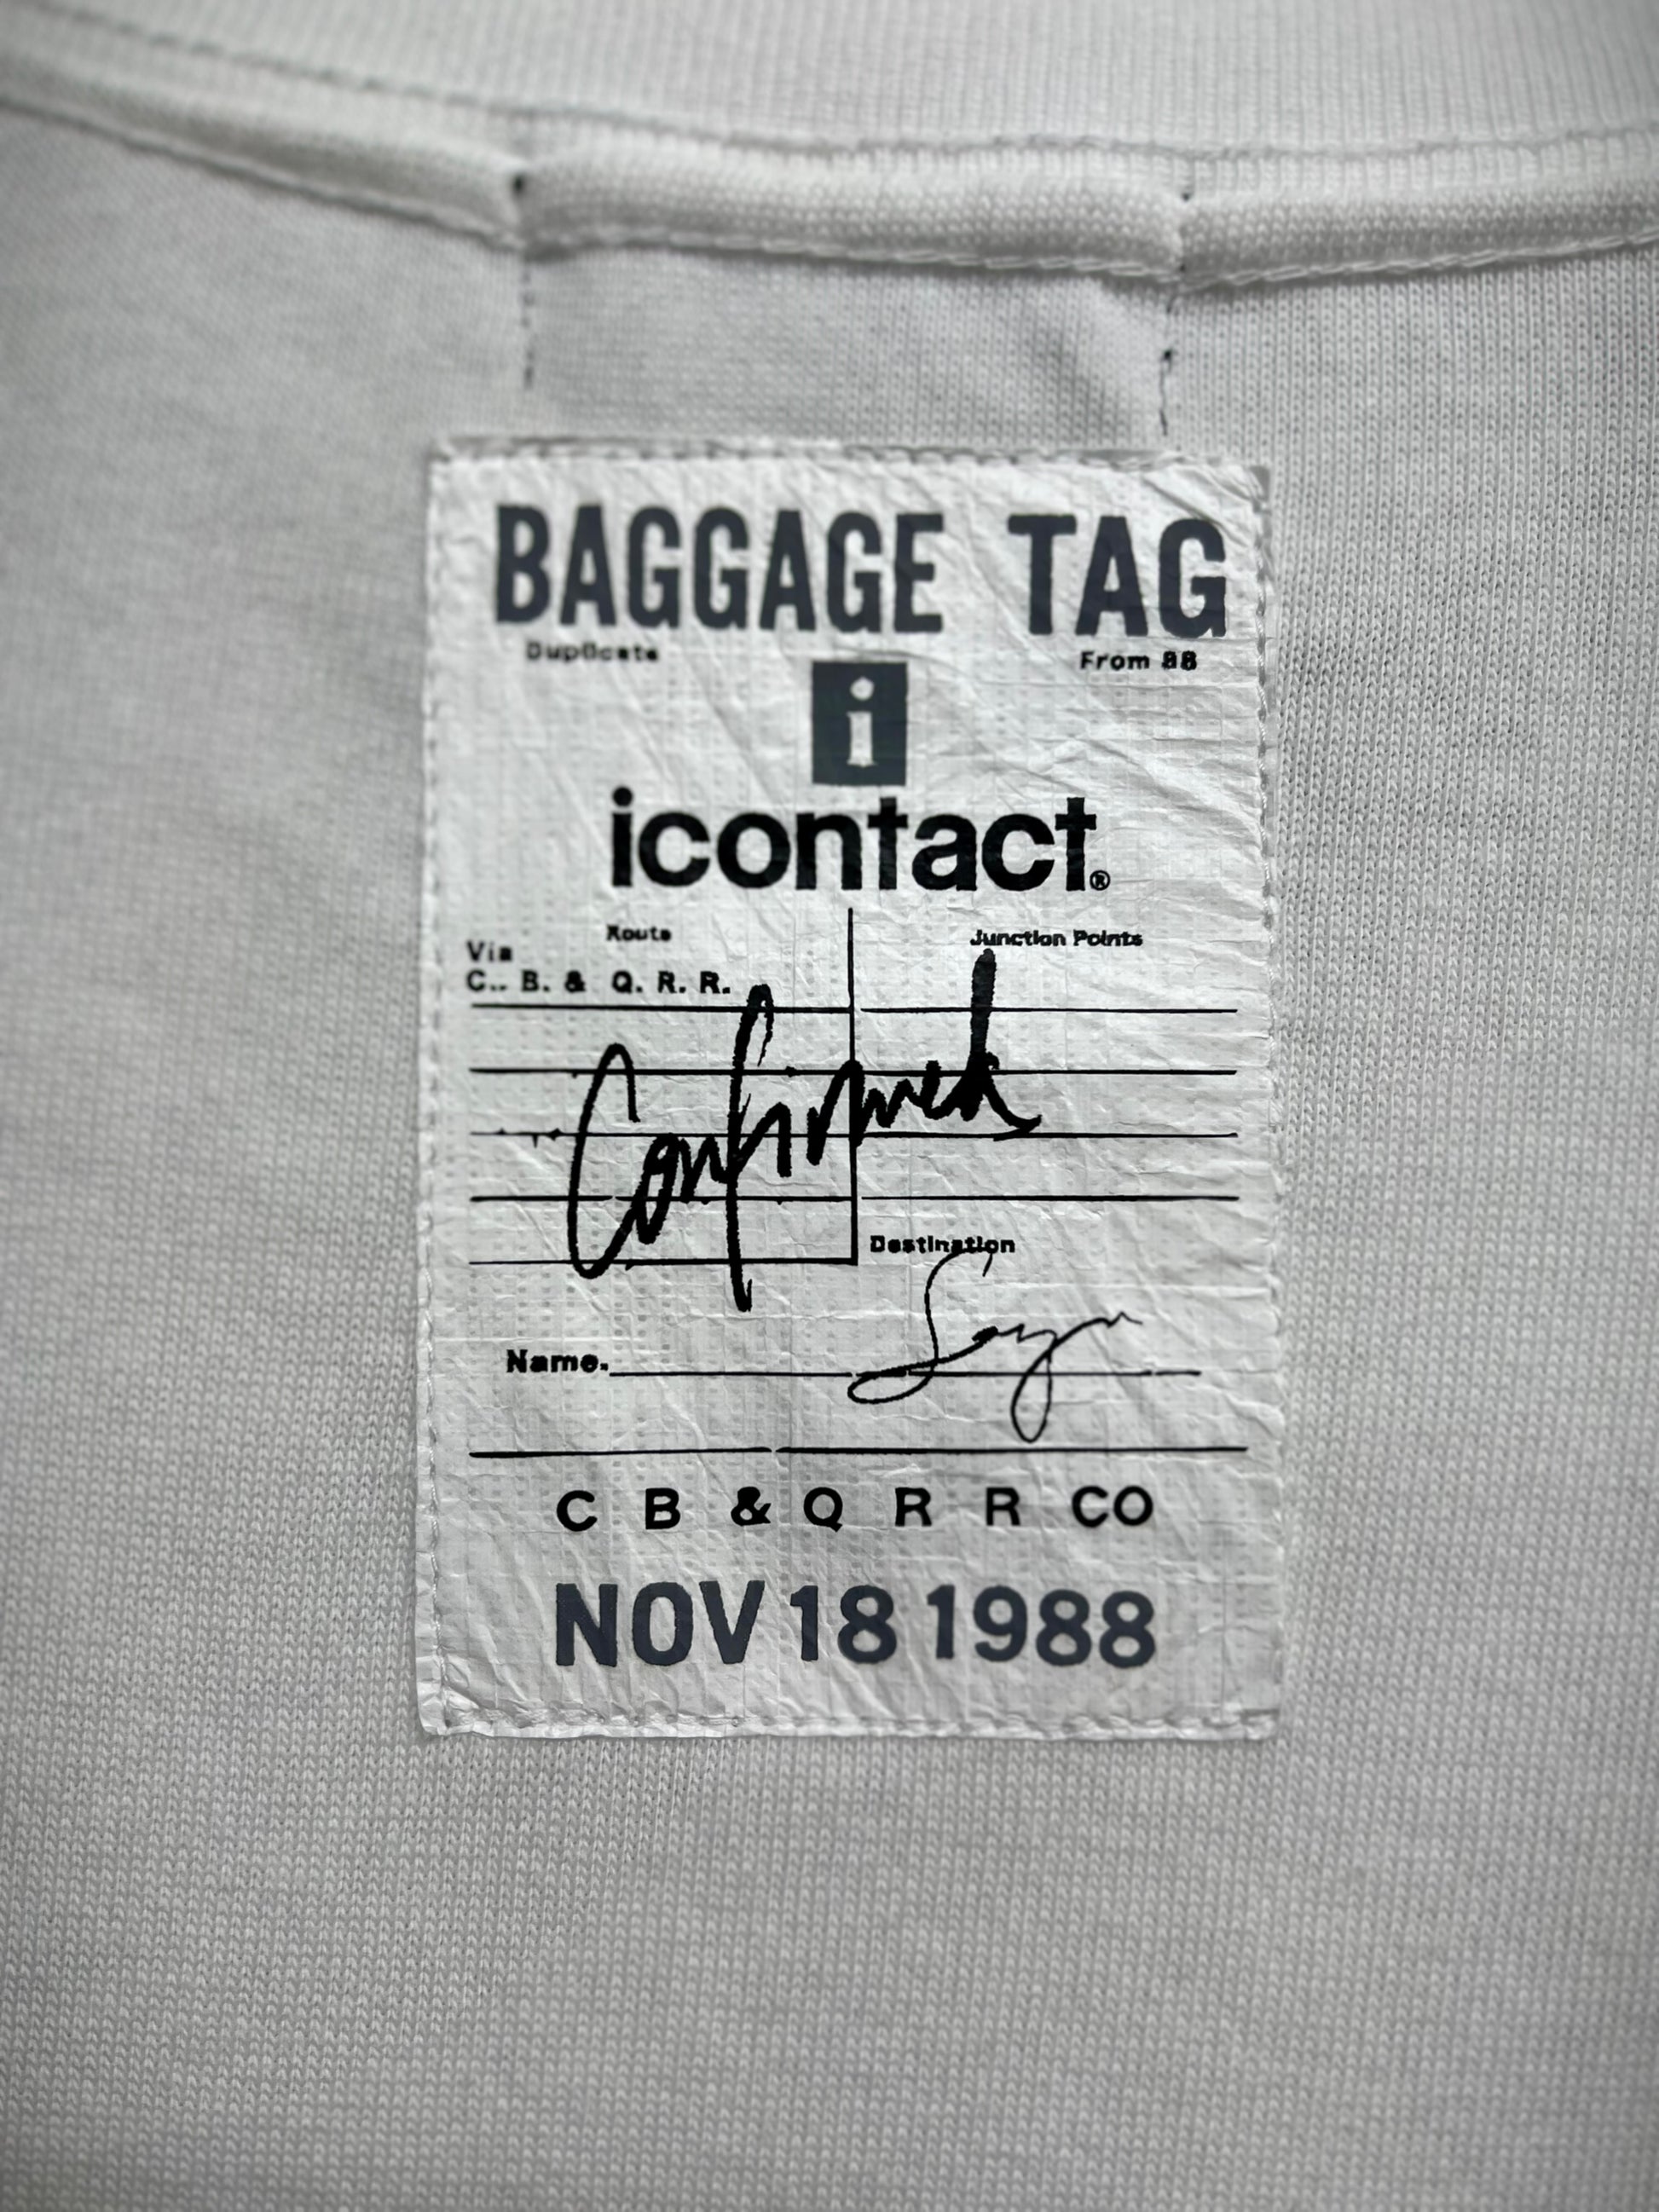 BAGGAGE TAG
Duplicate From 88
i
icontact®
Route Junction Points
Via
C.. B. & Q. R. R.
Confirmed
Destination
Name.
C B & Q R R CO
NOV 18 1988